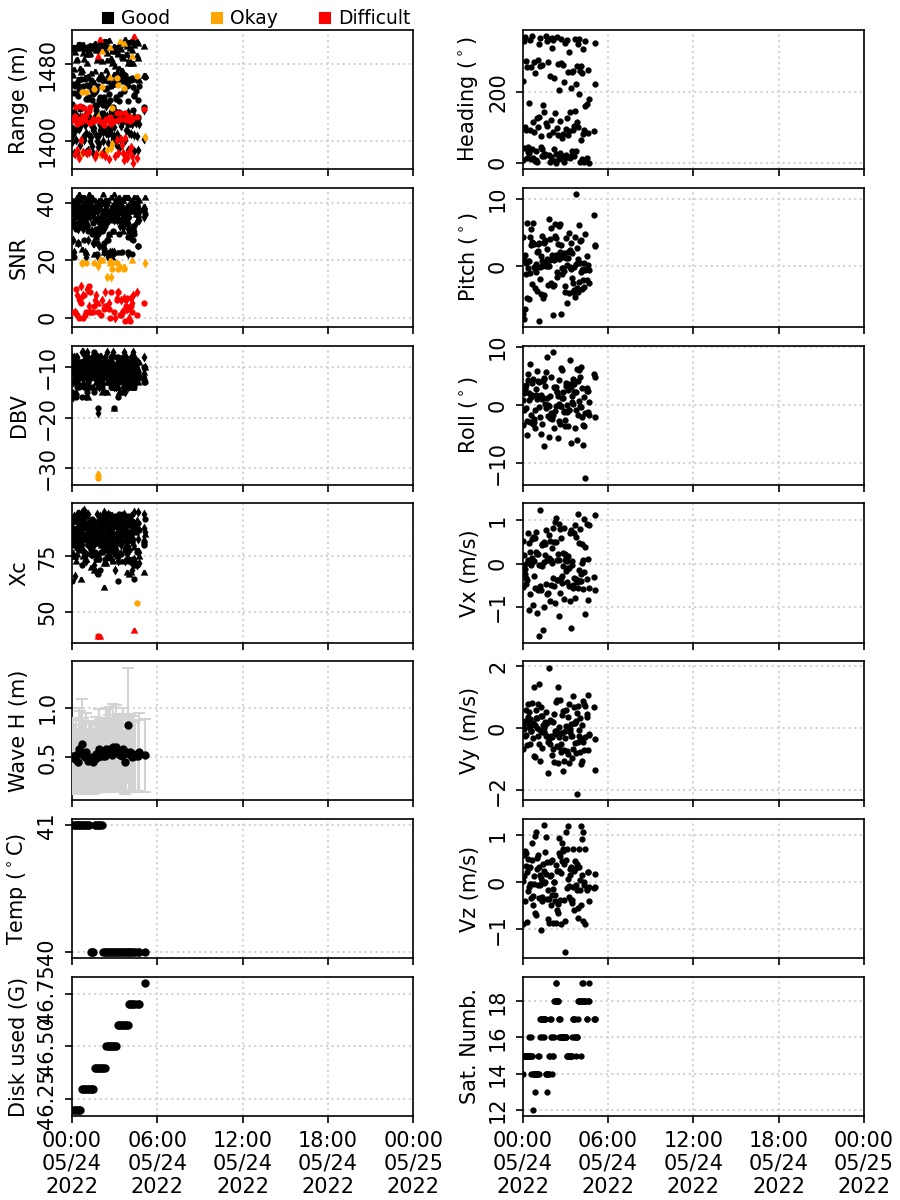 Good Okay Difficult
Range (m)
1480
1400
Heading (°)
200
0
SNR
40
20
0
Pitch (°)
10
0
DBV
−10
−20
−30
Roll (°)
10
0
−10
Xc
75
50
Vx (m/s)
1
0
−1
Wave H (m)
1.0
0.5
Vy (m/s)
2
0
−2
Temp (°C)
41
40
Vz (m/s)
1
0
−1
Disk used (G)
46.75
46.50
46.25
Sat. Numb.
18
16
14
12
00:00 06:00 12:00 18:00 00:00
05/24 05/24 05/24 05/24 05/25
2022 2022 2022 2022 2022
00:00 06:00 12:00 18:00 00:00
05/24 05/24 05/24 05/24 05/25
2022 2022 2022 2022 2022